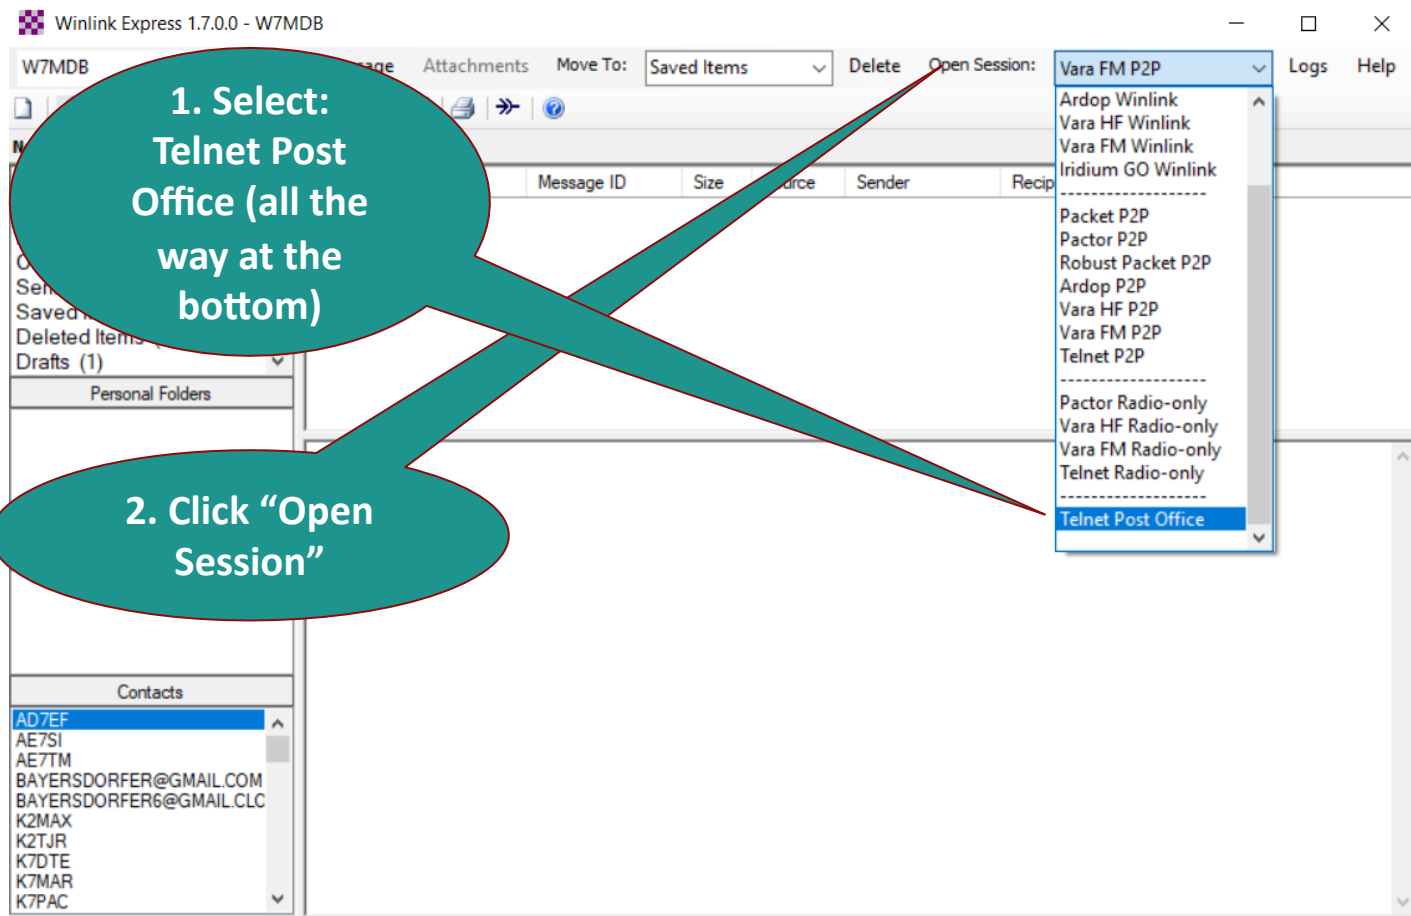 Winlink Express 1.7.0.0 - W7MDB
W7MDB
Attachments
Move To:
Saved Items
Delete
Open Session:
Vara FM P2P
Logs
Help
1. Select:
Telnet Post
Office (all the
way at the
bottom)
Message ID
Size
Sender
Ardop Winlink
Vara HF Winlink
Vara FM Winlink
Iridium GO Winlink
-------------------
Packet P2P
Pactor P2P
Robust Packet P2P
Ardop P2P
Vara HF P2P
Vara FM P2P
Telnet P2P
-------------------
Pactor Radio-only
Vara HF Radio-only
Vara FM Radio-only
Telnet Radio-only
-------------------
Telnet Post Office
Saved
Deleted Items
Drafts (1)
Personal Folders
2. Click “Open
Session”
Contacts
AD7EF
AE7SI
AE7TM
BAYERSDORFER@GMAIL.COM
BAYERSDORFER6@GMAIL.CLC
K2MAX
K2TJR
K7DTE
K7MAR
K7PAC